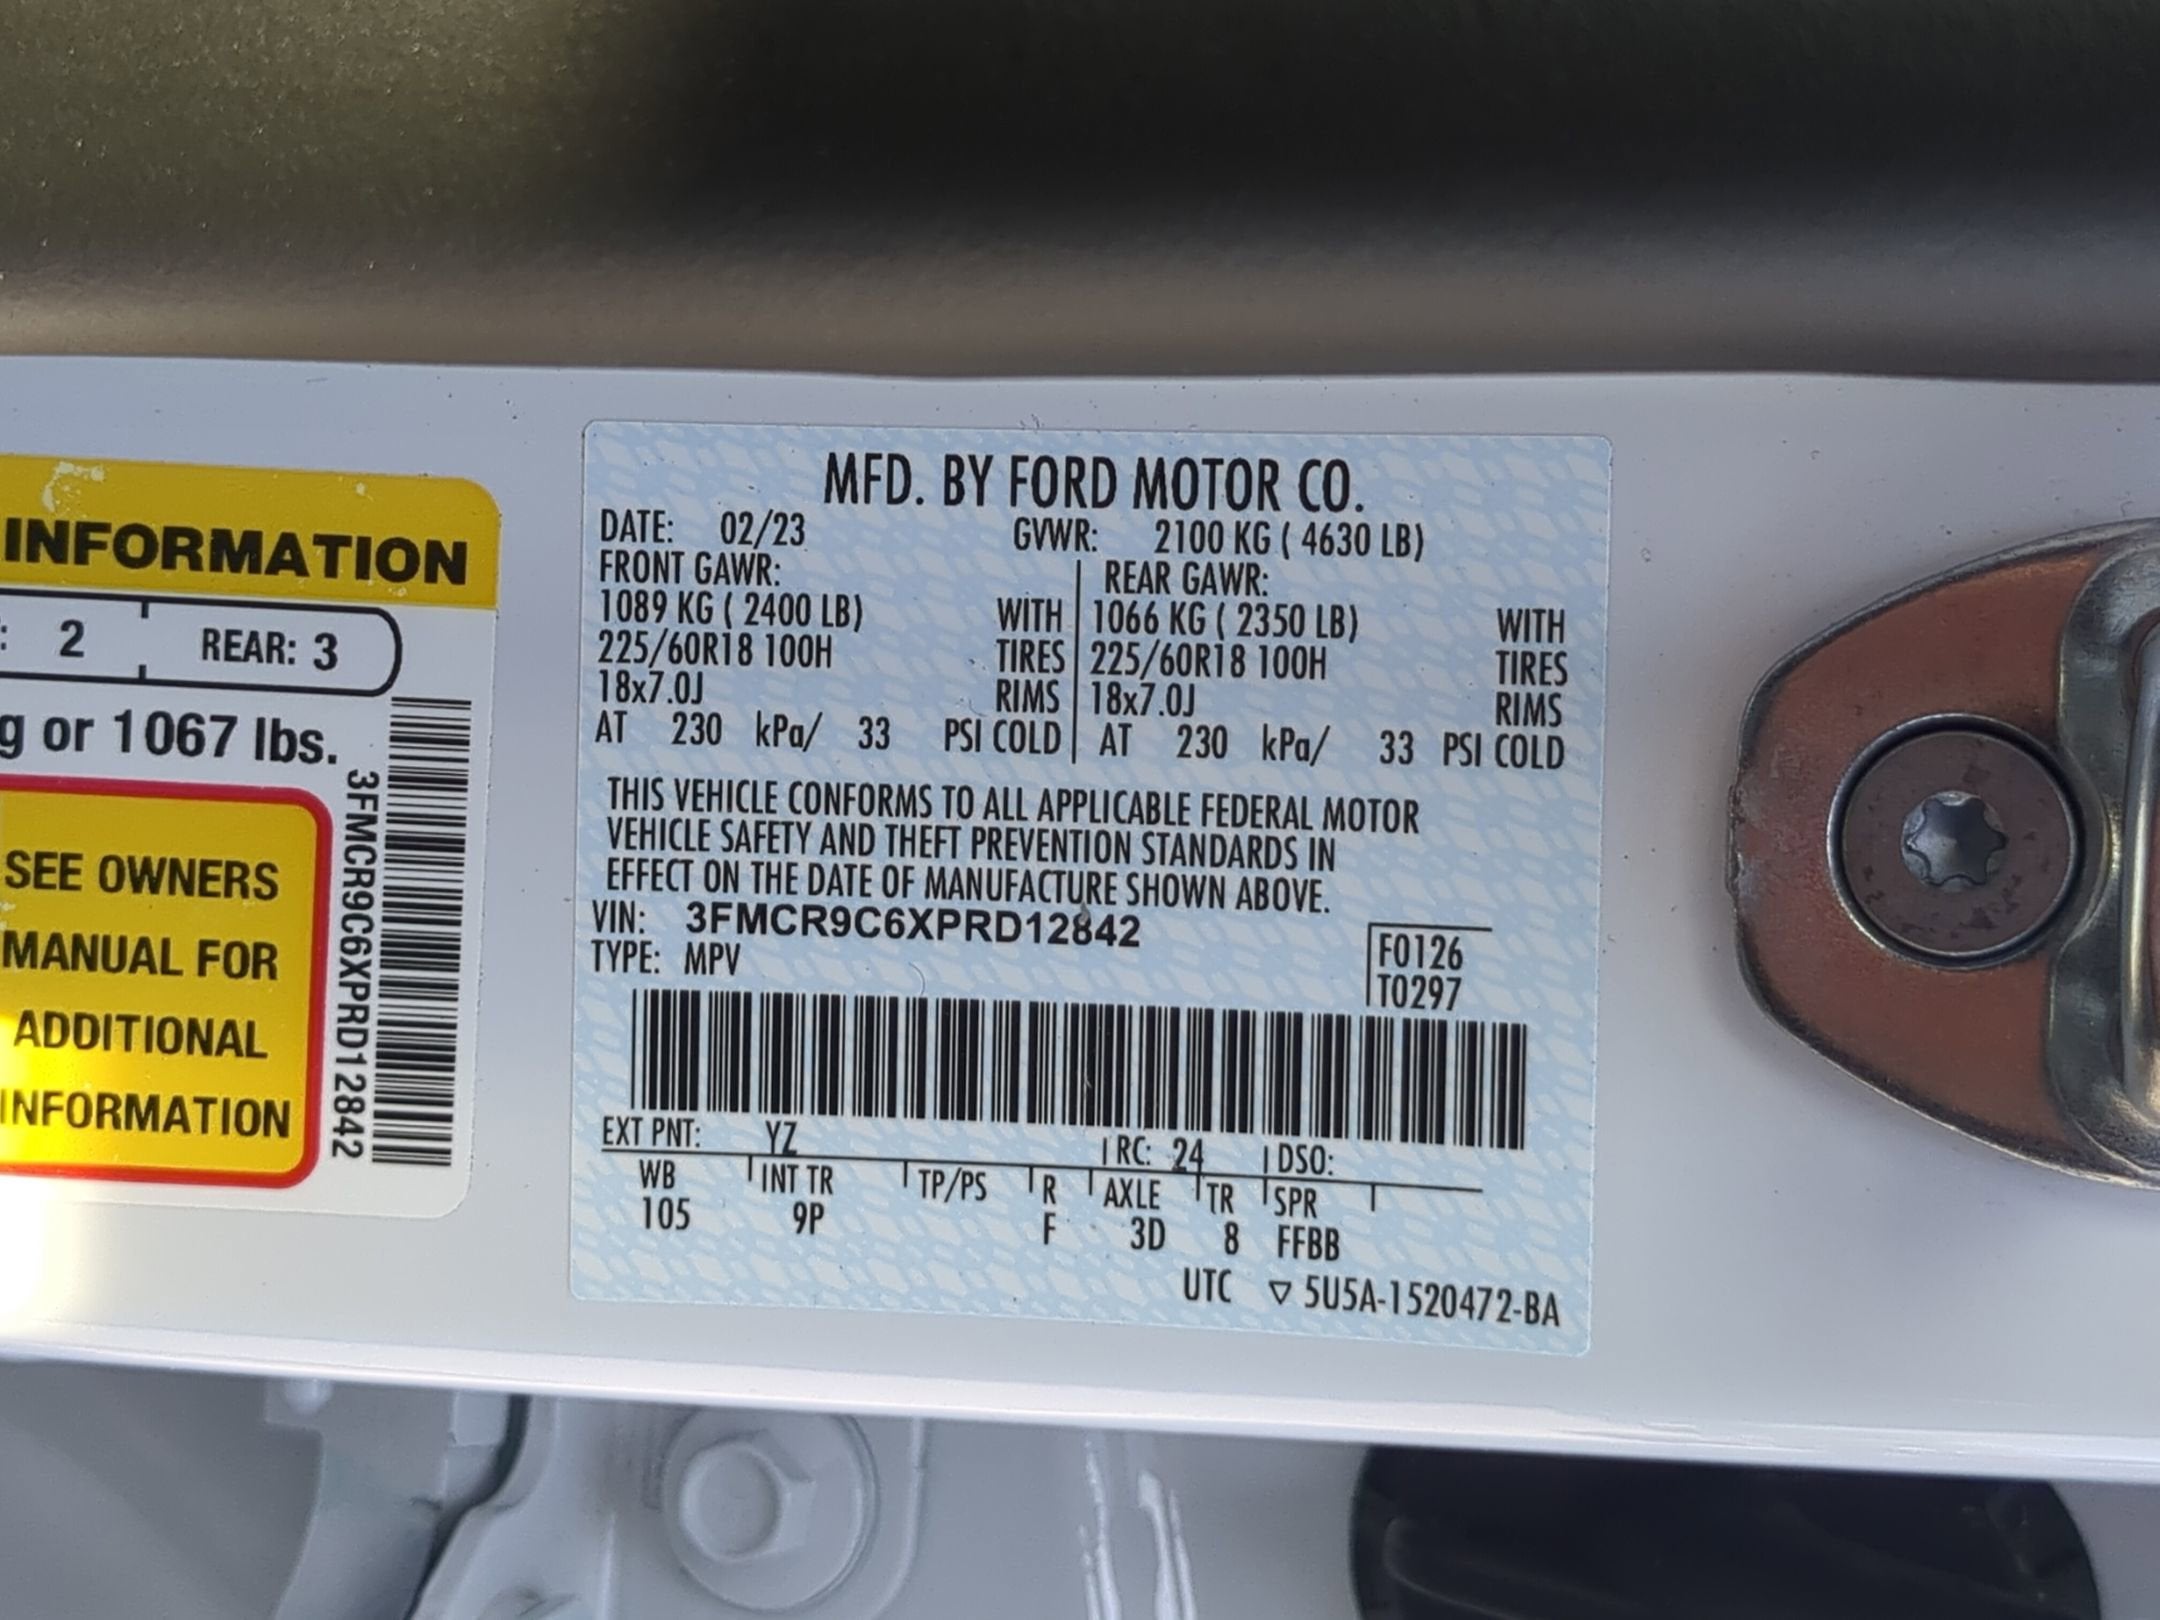 INFORMATION
: 2 REAR: 3
g or 1067 lbs.
SEE OWNERS
MANUAL FOR
ADDITIONAL
INFORMATION
3FMCR9C6XPRD12842
MFD. BY FORD MOTOR CO.
DATE: 02/23 GVWR: 2100 KG ( 4630 LB)
FRONT GAWR: REAR GAWR:
1089 KG ( 2400 LB) WITH 1066 KG ( 2350 LB) WITH
225/60R18 100H TIRES 225/60R18 100H TIRES
18x7.0J RIMS 18x7.0J RIMS
AT 230 kPa/ 33 PSI COLD AT 230 kPa/ 33 PSI COLD
THIS VEHICLE CONFORMS TO ALL APPLICABLE FEDERAL MOTOR
VEHICLE SAFETY AND THEFT PREVENTION STANDARDS IN
EFFECT ON THE DATE OF MANUFACTURE SHOWN ABOVE.
VIN: 3FMCR9C6XPRD12842
TYPE: MPV
F0126
T0297
EXT PNT: YZ RC: 24 DSO:
WB INT TR TP/PS R AXLE TR SPR
105 9P F 3D 8 FFBB
UTC ▽ 5U5A-1520472-BA